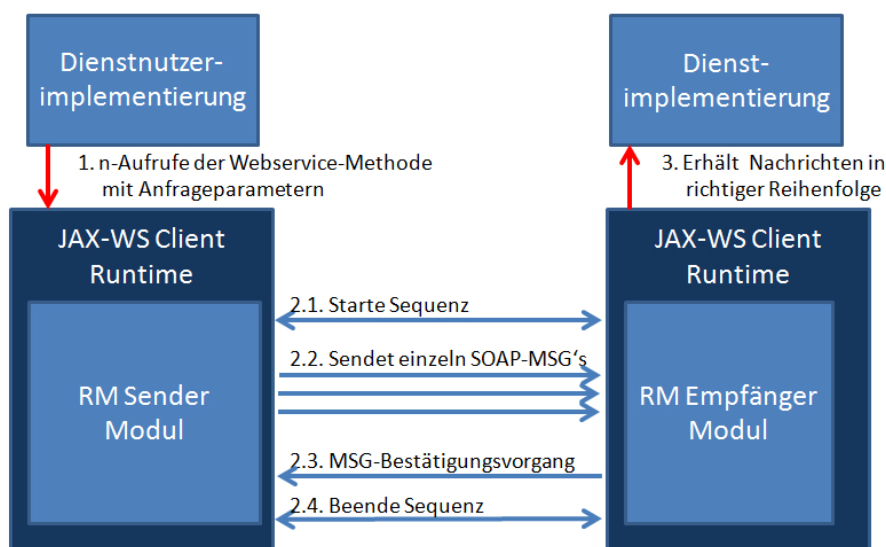 Dienstnutzer-
implementierung
Dienst-
implementierung
1. n-Aufrufe der Webservice-Methode
mit Anfrageparametern
3. Erhält Nachrichten in
richtiger Reihenfolge
JAX-WS Client
Runtime
JAX-WS Client
Runtime
2.1. Starte Sequenz
2.2. Sendet einzeln SOAP-MSG‘s
RM Sender
Modul
RM Empfänger
Modul
2.3. MSG-Bestätigungsvorgang
2.4. Beende Sequenz